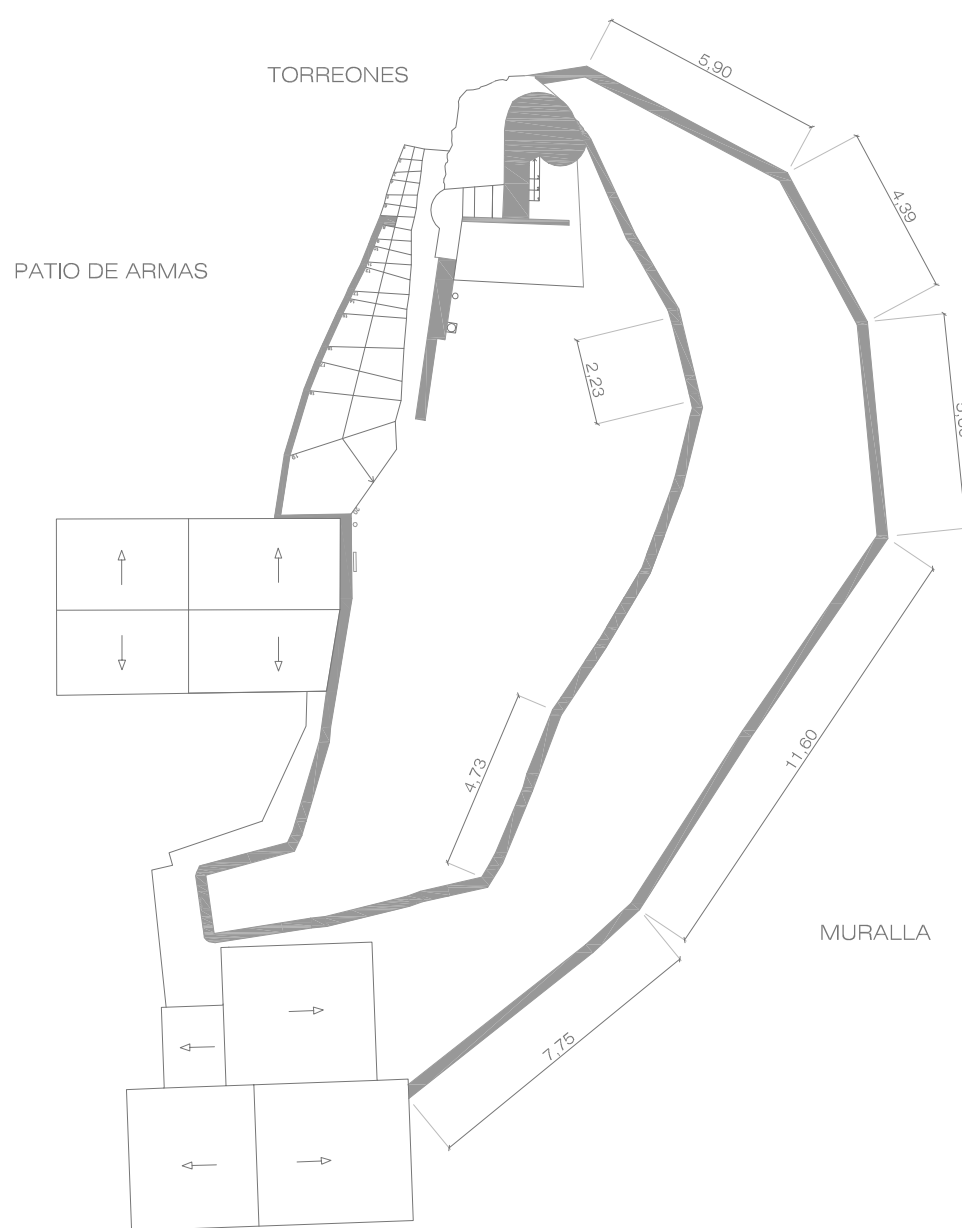 TORREONES
5,90
4,39
PATIO DE ARMAS
2,23
4,73
11,60
MURALLA
7,75